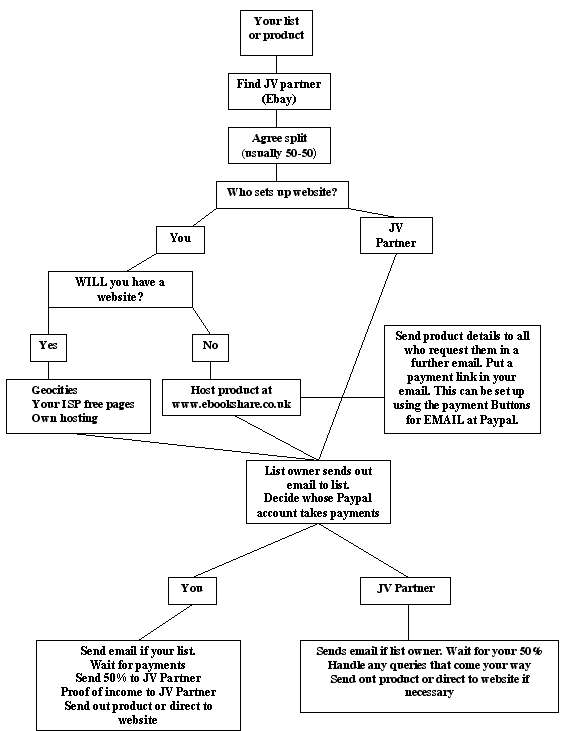 Your list
or product
Find JV partner
(Ebay)
Agree split
(usually 50-50)
Who sets up website?
You
JV
Partner
WILL you have a
website?
Yes
No
Send product details to all
who request them in a
further email. Put a
payment link in your
email. This can be set up
using the payment Buttons
for EMAIL at Paypal.
Geocities
Your ISP free pages
Own hosting
Host product at
www.ebookshare.co.uk
List owner sends out
email to list.
Decide whose Paypal
account takes payments
You
JV Partner
Send email if your list.
Wait for payments
Send 50% to JV Partner
Proof of income to JV Partner
Send out product or direct to
website
Sends email if list owner. Wait for your 50%
Handle any queries that come your way
Send out product or direct to website if
necessary